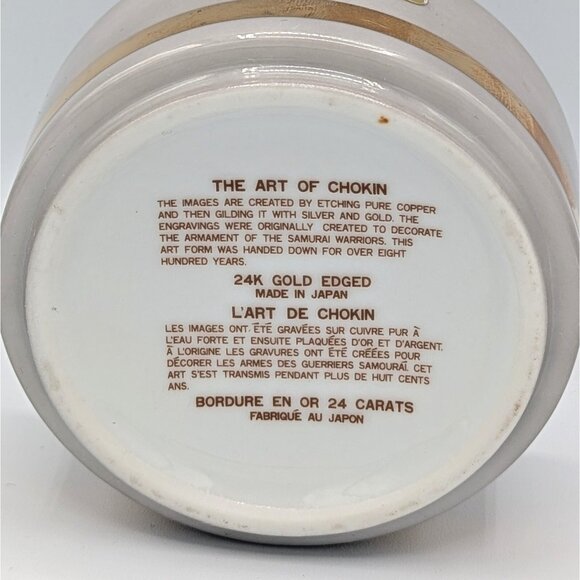 THE ART OF CHOKIN
THE IMAGES ARE CREATED BY ETCHING PURE COPPER
AND THEN GILDING IT WITH SILVER AND GOLD. THE
ENGRAVINGS WERE ORIGINALLY CREATED TO DECORATE
THE ARMAMENT OF THE SAMURAI WARRIORS. THIS
ART FORM WAS HANDED DOWN FOR OVER EIGHT
HUNDRED YEARS.
24K GOLD EDGED
MADE IN JAPAN
L'ART DE CHOKIN
LES IMAGES ONT ÉTÉ GRAVÉES SUR CUIVRE PUR À
L'EAU FORTE ET ENSUITE PLAQUÉES D'OR ET D'ARGENT.
À L'ORIGINE LES GRAVURES ONT ÉTÉ CRÉÉES POUR
DÉCORER LES ARMES DES GUERRIERS SAMOURAÏ. CET
ART S'EST TRANSMIS PENDANT PLUS DE HUIT CENTS
ANS.
BORDURE EN OR 24 CARATS
FABRIQUÉ AU JAPON